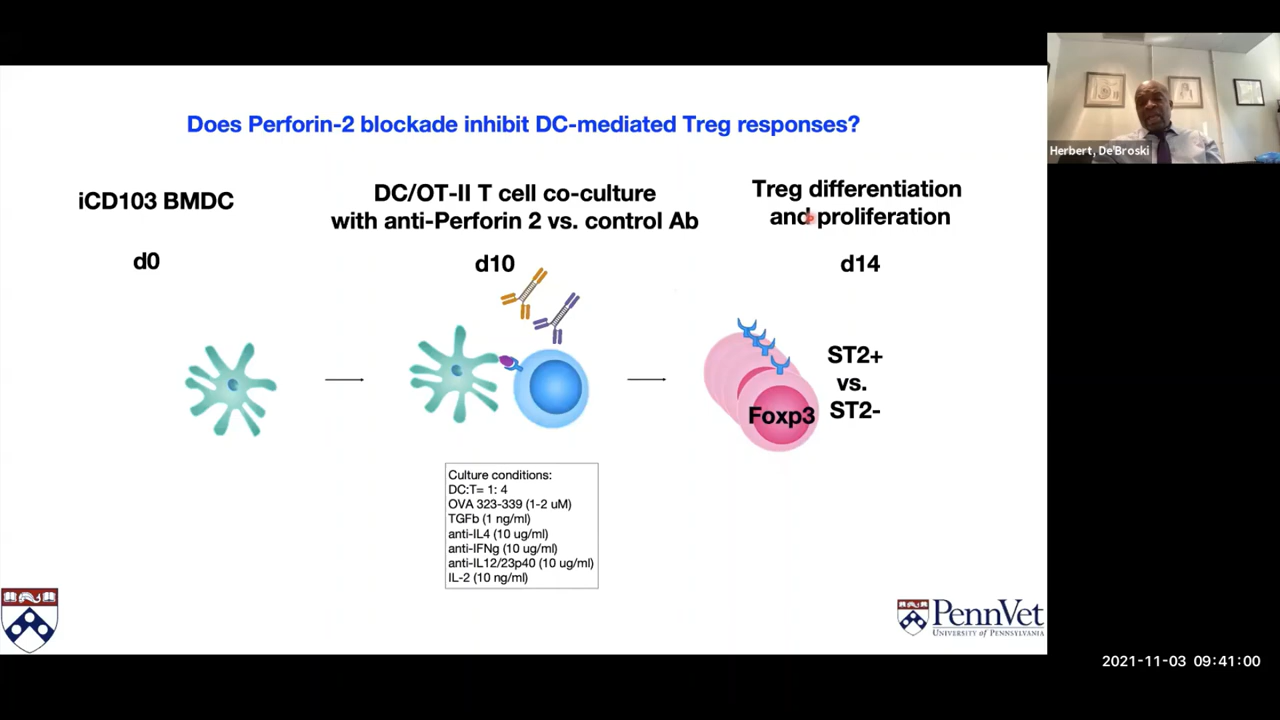 Does Perforin-2 blockade inhibit DC-mediated Treg responses?
iCD103 BMDC
d0
DC/OT-II T cell co-culture
with anti-Perforin 2 vs. control Ab
d10
Treg differentiation
and proliferation
d14
ST2+
vs.
ST2-
Foxp3
Culture conditions:
DC:T= 1: 4
OVA 323-339 (1-2 uM)
TGFb (1 ng/ml)
anti-IL4 (10 ug/ml)
anti-IFNg (10 ug/ml)
anti-IL12/23p40 (10 ug/ml)
IL-2 (10 ng/ml)
PennVet
UNIVERSITY of PENNSYLVANIA
Herbert, De'Broski
2021-11-03 09:41:00